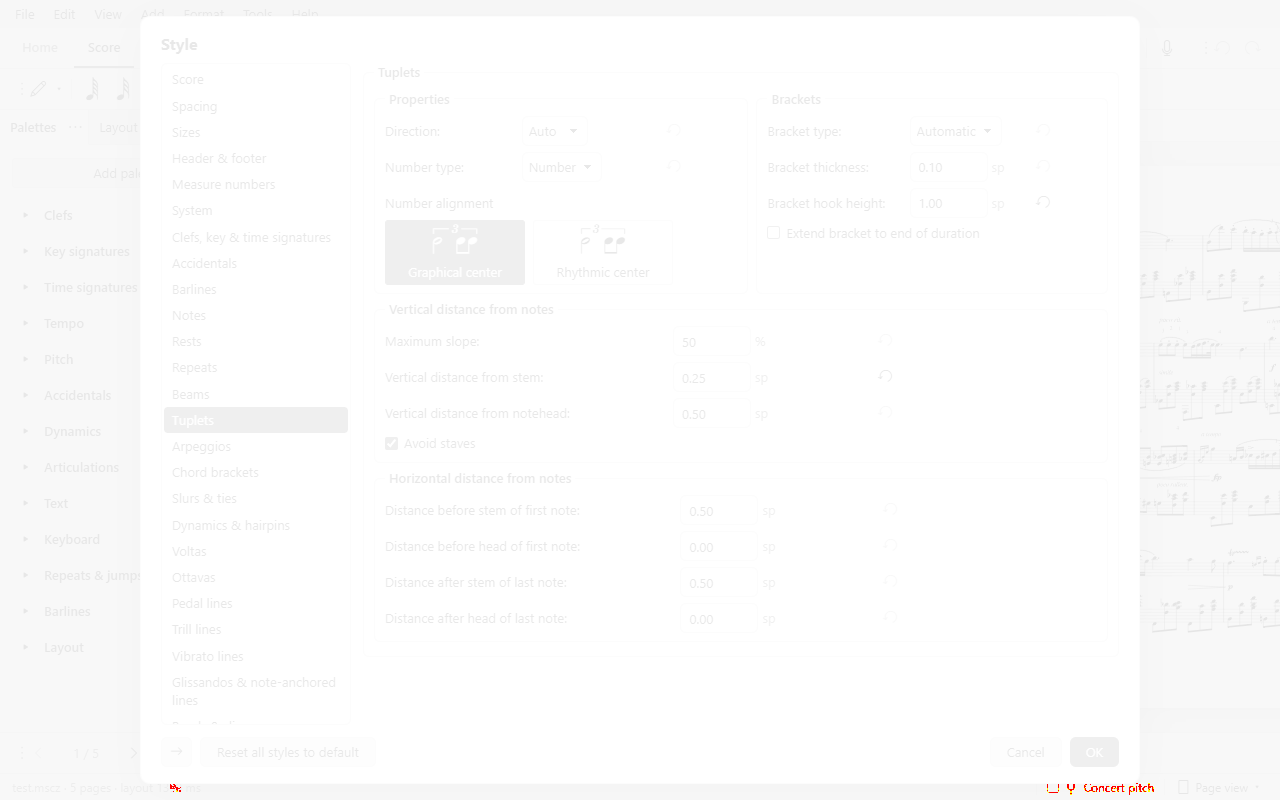 File Edit View Add Format Tools Help
Style
Home Score
Palettes Layout
Add pale
Clefs
Key signatures
Time signatures
Tempo
Pitch
Accidentals
Dynamics
Articulations
Text
Keyboard
Repeats & jumps
Barlines
Layout
Score
Spacing
Sizes
Header & footer
Measure numbers
System
Clefs, key & time signatures
Accidentals
Barlines
Notes
Rests
Repeats
Beams
Tuplets
Arpeggios
Chord brackets
Slurs & ties
Dynamics & hairpins
Voltas
Ottavas
Pedal lines
Trill lines
Vibrato lines
Glissandos & note-anchored
lines
Tuplets
Properties
Direction: Auto
Number type: Number
Number alignment
3
Graphical center
3
Rhythmic center
Brackets
Bracket type: Automatic
Bracket thickness: 0.10 sp
Bracket hook height: 1.00 sp
Extend bracket to end of duration
Vertical distance from notes
Maximum slope: 50 %
Vertical distance from stem: 0.25 sp
Vertical distance from notehead: 0.50 sp
Avoid staves
Horizontal distance from notes
Distance before stem of first note: 0.50 sp
Distance before head of first note: 0.00 sp
Distance after stem of last note: 0.50 sp
Distance after head of last note: 0.00 sp
1 / 5
Reset all styles to default
Cancel OK
test.mscz - 5 pages - layout
Concert pitch Page view